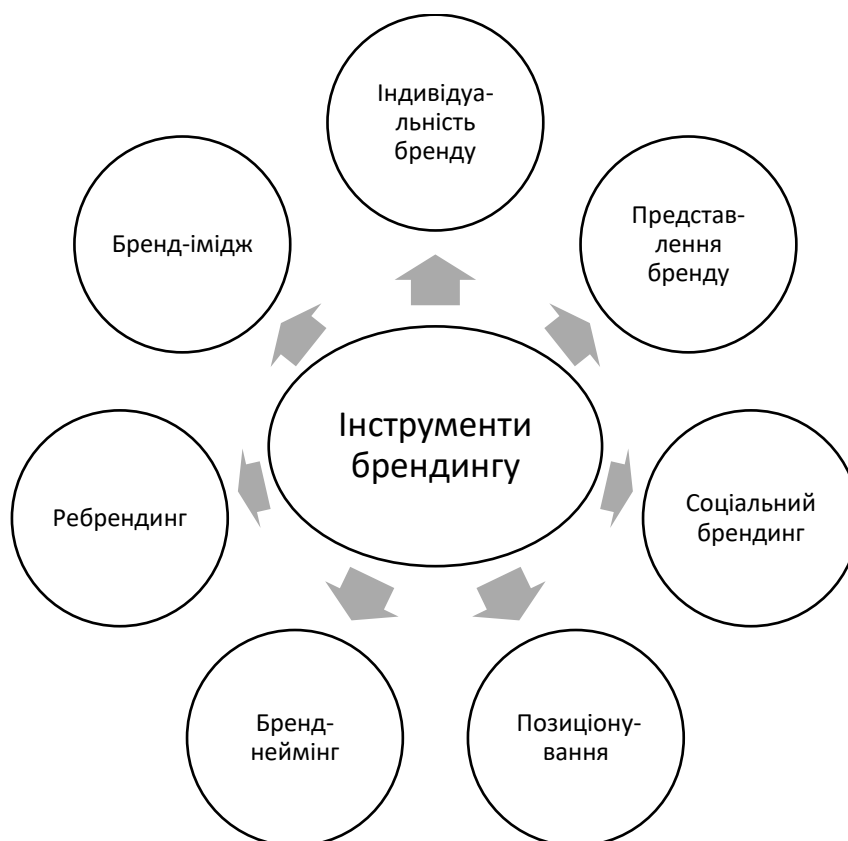 Індивідуа-
льність
бренду
Представ-
лення
бренду
Соціальний
брендинг
Позиціону-
вання
Бренд-
неймінг
Ребрендинг
Бренд-імідж
Інструменти
брендингу